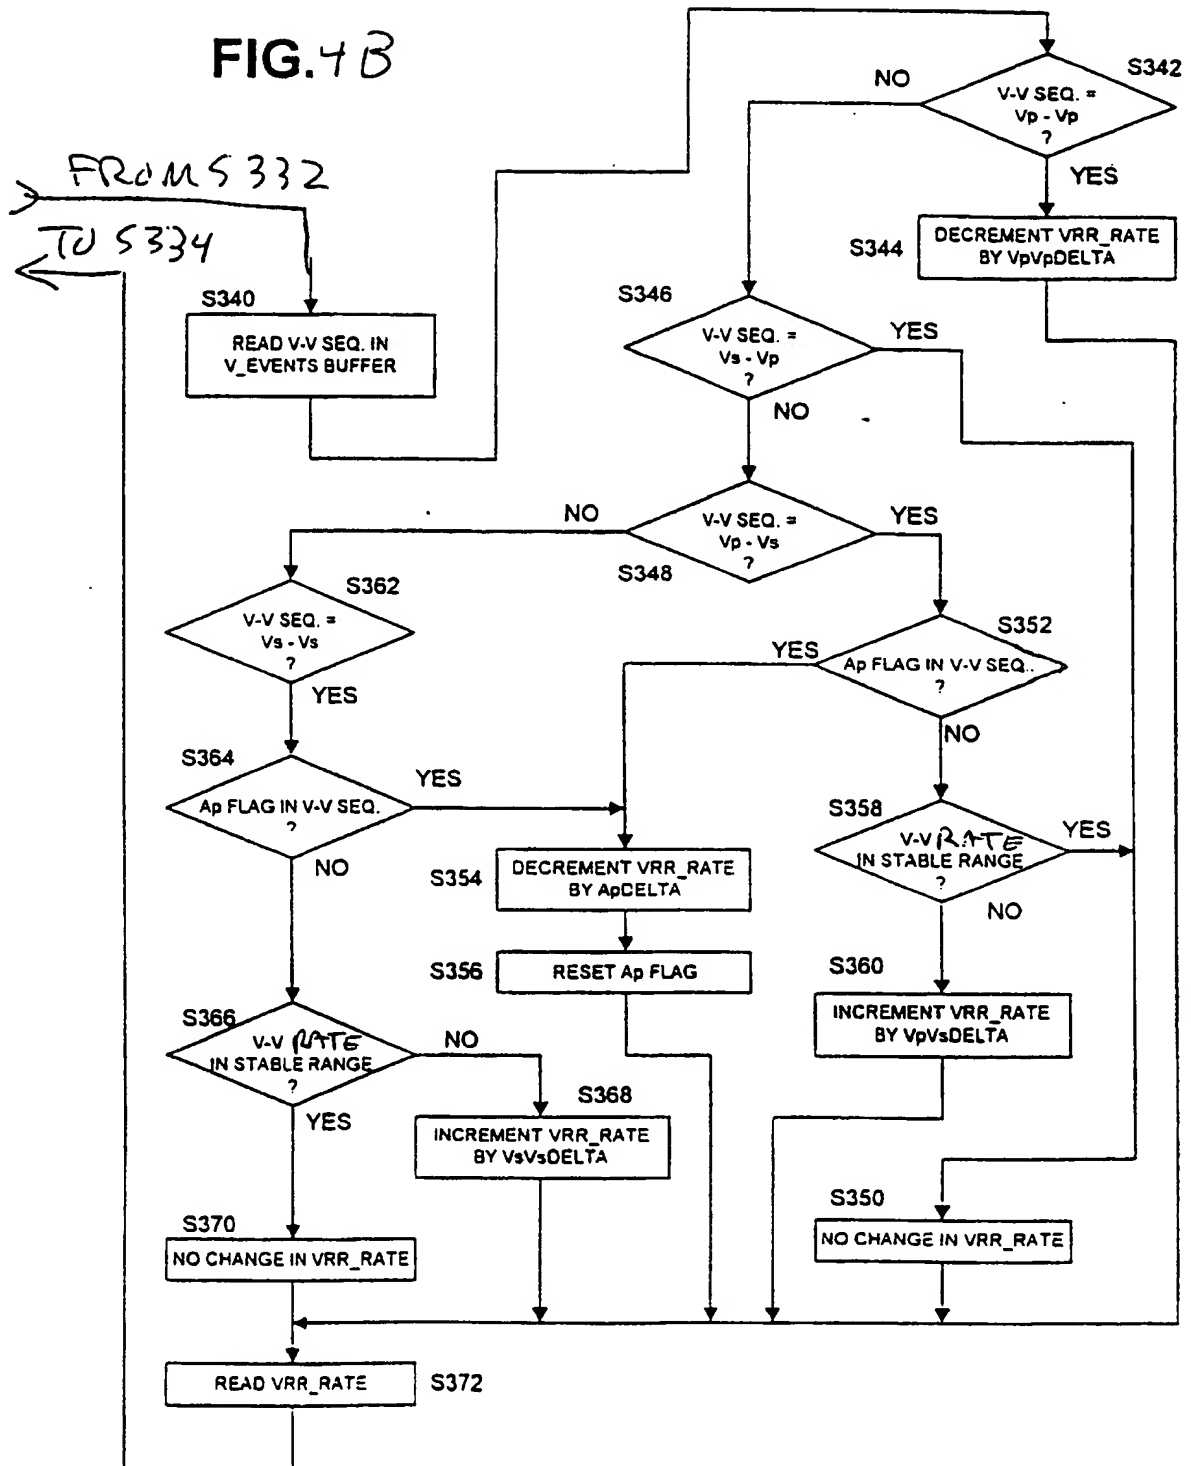 FIG. 4B
FROM S332
TO S334
S340
READ V-V SEQ. IN
V_EVENTS BUFFER
S342
V-V SEQ. =
Vp - Vp
?
NO
YES
S344
DECREMENT VRR_RATE
BY VpVpDELTA
S346
V-V SEQ. =
Vs - Vp
?
YES
NO
NO
V-V SEQ. =
Vp - Vs
?
YES
S348
S362
V-V SEQ. =
Vs - Vs
?
YES
S352
YES
Ap FLAG IN V-V SEQ..
?
NO
S364
Ap FLAG IN V-V SEQ.
?
YES
NO
S358
V-V RATE
IN STABLE RANGE
?
YES
NO
S354
DECREMENT VRR_RATE
BY ApDELTA
S356
RESET Ap FLAG
S360
INCREMENT VRR_RATE
BY VpVsDELTA
S366
V-V RATE
IN STABLE RANGE
?
NO
YES
S368
INCREMENT VRR_RATE
BY VsVsDELTA
S370
NO CHANGE IN VRR_RATE
S350
NO CHANGE IN VRR_RATE
READ VRR_RATE
S372